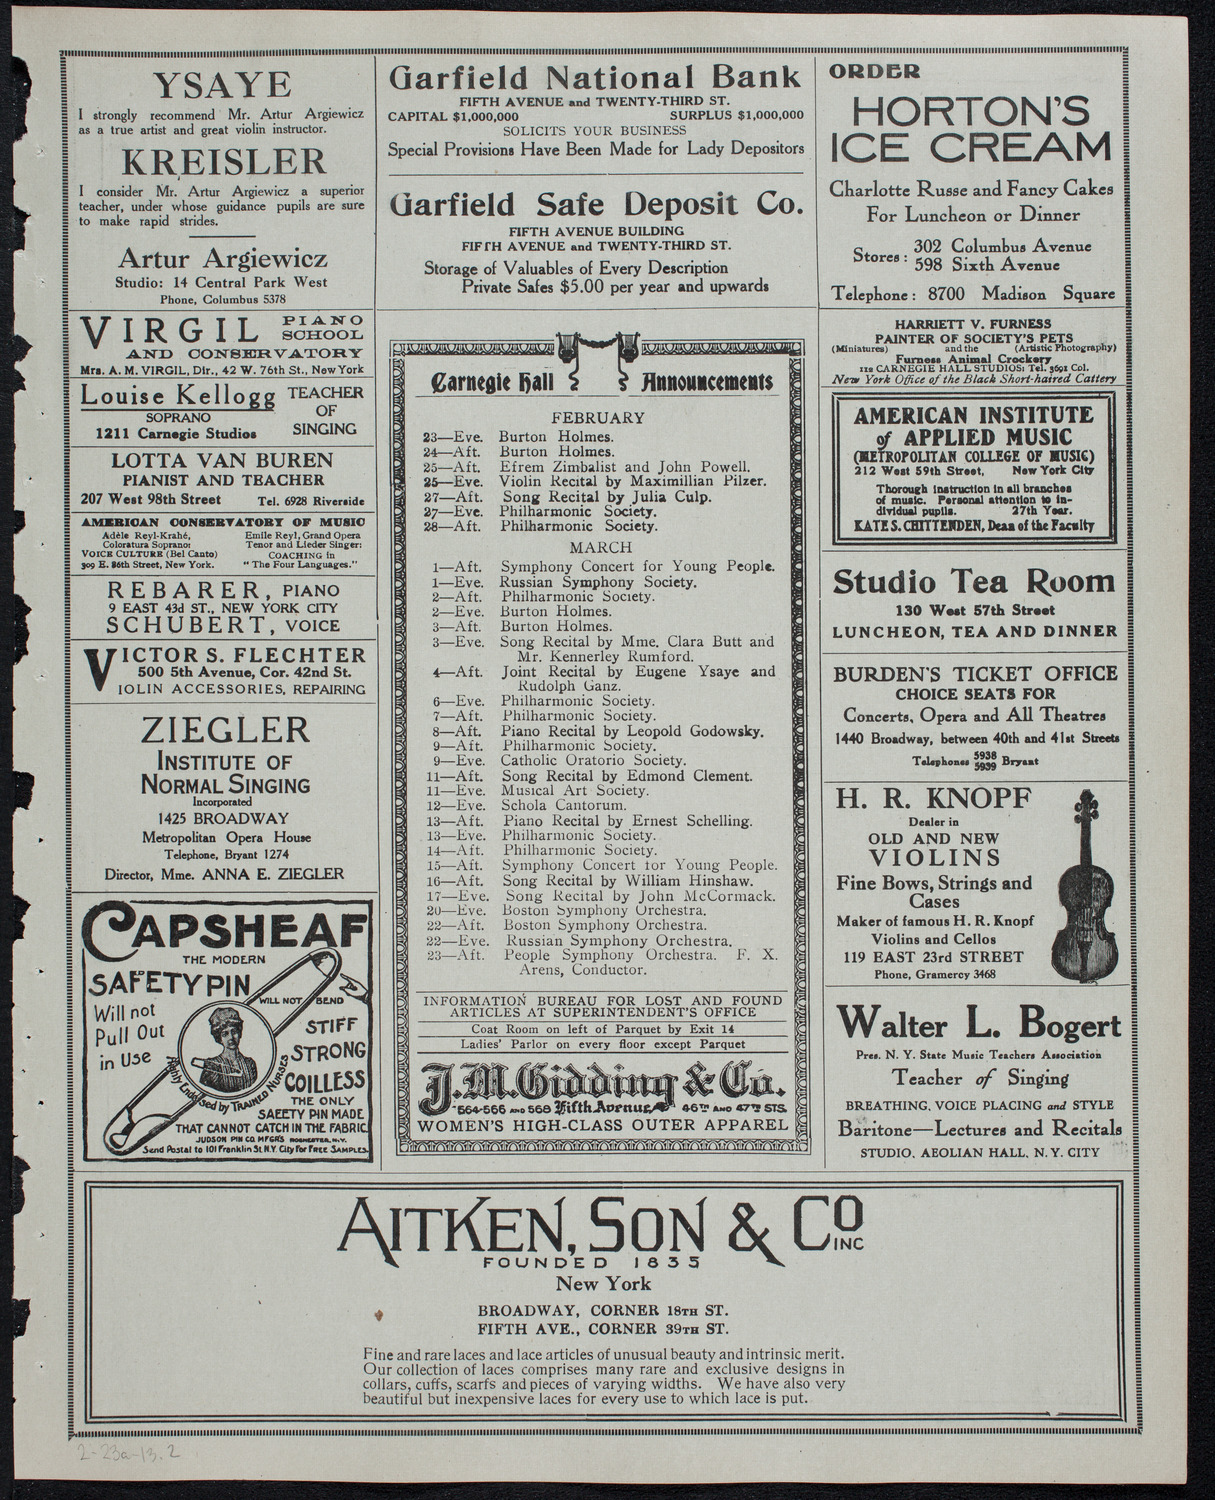 YSAYE
I strongly recommend Mr. Artur Argiewicz
as a true artist and great violin instructor.
KREISLER
I consider Mr. Artur Argiewicz a superior
teacher, under whose guidance pupils are sure
to make rapid strides.
Artur Argiewicz
Studio: 14 Central Park West
Phone, Columbus 5378
VIRGIL PIANO SCHOOL
AND CONSERVATORY
Mrs. A. M. VIRGIL, Dir., 42 W. 76th St., New York
Louise Kellogg
SOPRANO
1211 Carnegie Studios
TEACHER
OF
SINGING
LOTTA VAN BUREN
PIANIST AND TEACHER
207 West 98th Street Tel. 6928 Riverside
AMERICAN CONSERVATORY OF MUSIC
Adèle Reyl-Krahé,
Coloratura Soprano:
VOICE CULTURE (Bel Canto)
309 E. 86th Street, New York.
Emile Reyl, Grand Opera
Tenor and Lieder Singer:
COACHING in
"The Four Languages."
REBARER, PIANO
9 EAST 43d ST., NEW YORK CITY
SCHUBERT, VOICE
VICTOR S. FLECHTER
500 5th Avenue, Cor. 42nd St.
VIOLIN ACCESSORIES, REPAIRING
ZIEGLER
INSTITUTE OF
NORMAL SINGING
Incorporated
1425 BROADWAY
Metropolitan Opera House
Telephone, Bryant 1274
Director, Mme. ANNA E. ZIEGLER
CAPSHEAF
THE MODERN
SAFETY PIN
WILL NOT BEND
Will not
Pull Out
in Use
STIFF
STRONG
COILLESS
Highly Endorsed by TRAINED NURSES
THE ONLY
SAFETY PIN MADE
THAT CANNOT CATCH IN THE FABRIC.
JUDSON PIN CO. MFGRS ROCHESTER, N.Y.
Send Postal to 101 Franklin St. N.Y. City For FREE SAMPLES.
Garfield National Bank
FIFTH AVENUE and TWENTY-THIRD ST.
CAPITAL $1,000,000 SURPLUS $1,000,000
SOLICITS YOUR BUSINESS
Special Provisions Have Been Made for Lady Depositors
Garfield Safe Deposit Co.
FIFTH AVENUE BUILDING
FIFTH AVENUE and TWENTY-THIRD ST.
Storage of Valuables of Every Description
Private Safes $5.00 per year and upwards
Carnegie Hall Announcements
FEBRUARY
23—Eve. Burton Holmes.
24—Aft. Burton Holmes.
25—Aft. Efrem Zimbalist and John Powell.
25—Eve. Violin Recital by Maximillian Pilzer.
27—Aft. Song Recital by Julia Culp.
27—Eve. Philharmonic Society.
28—Aft. Philharmonic Society.
MARCH
1—Aft. Symphony Concert for Young People.
1—Eve. Russian Symphony Society.
2—Aft. Philharmonic Society.
2—Eve. Burton Holmes.
3—Aft. Burton Holmes.
3—Eve. Song Recital by Mme. Clara Butt and
Mr. Kennerley Rumford.
4—Aft. Joint Recital by Eugene Ysaye and
Rudolph Ganz.
6—Eve. Philharmonic Society.
7—Aft. Philharmonic Society.
8—Aft. Piano Recital by Leopold Godowsky.
9—Aft. Philharmonic Society.
9—Eve. Catholic Oratorio Society.
11—Aft. Song Recital by Edmond Clement.
11—Eve. Musical Art Society.
12—Eve. Schola Cantorum.
13—Aft. Piano Recital by Ernest Schelling.
13—Eve. Philharmonic Society.
14—Aft. Philharmonic Society.
15—Aft. Symphony Concert for Young People.
16—Aft. Song Recital by William Hinshaw.
17—Eve. Song Recital by John McCormack.
20—Eve. Boston Symphony Orchestra.
22—Aft. Boston Symphony Orchestra.
22—Eve. Russian Symphony Orchestra.
23—Aft. People Symphony Orchestra. F. X.
Arens, Conductor.
INFORMATION BUREAU FOR LOST AND FOUND
ARTICLES AT SUPERINTENDENT'S OFFICE
Coat Room on left of Parquet by Exit 14
Ladies' Parlor on every floor except Parquet
J. M. Gidding & Co.
564-566 AND 568 Fifth Avenue, 46TH AND 47TH STS.
WOMEN'S HIGH-CLASS OUTER APPAREL
ORDER
HORTON'S
ICE CREAM
Charlotte Russe and Fancy Cakes
For Luncheon or Dinner
Stores: 302 Columbus Avenue
598 Sixth Avenue
Telephone: 8700 Madison Square
HARRIETT V. FURNESS
PAINTER OF SOCIETY'S PETS
(Miniatures) and the (Artistic Photography)
Furness Animal Crockery
112 CARNEGIE HALL STUDIOS; Tel. 3691 Col.
New York Office of the Black Short-haired Cattery
AMERICAN INSTITUTE
of APPLIED MUSIC
(METROPOLITAN COLLEGE OF MUSIC)
212 West 59th Street, New York City
Thorough instruction in all branches
of music. Personal attention to in-
dividual pupils. 27th Year.
KATE S. CHITTENDEN, Dean of the Faculty
Studio Tea Room
130 West 57th Street
LUNCHEON, TEA AND DINNER
BURDEN'S TICKET OFFICE
CHOICE SEATS FOR
Concerts, Opera and All Theatres
1440 Broadway, between 40th and 41st Streets
Telephones 5938 5939 Bryant
H. R. KNOPF
Dealer in
OLD AND NEW
VIOLINS
Fine Bows, Strings and
Cases
Maker of famous H. R. Knopf
Violins and Cellos
119 EAST 23rd STREET
Phone, Gramercy 3468
Walter L. Bogert
Pres. N. Y. State Music Teachers Association
Teacher of Singing
BREATHING, VOICE PLACING and STYLE
Baritone—Lectures and Recitals
STUDIO, AEOLIAN HALL, N. Y. CITY
AITKEN, SON & CO INC
FOUNDED 1835
New York
BROADWAY, CORNER 18TH ST.
FIFTH AVE., CORNER 39TH ST.
Fine and rare laces and lace articles of unusual beauty and intrinsic merit.
Our collection of laces comprises many rare and exclusive designs in
collars, cuffs, scarfs and pieces of varying widths. We have also very
beautiful but inexpensive laces for every use to which lace is put.
2-23a-13.2